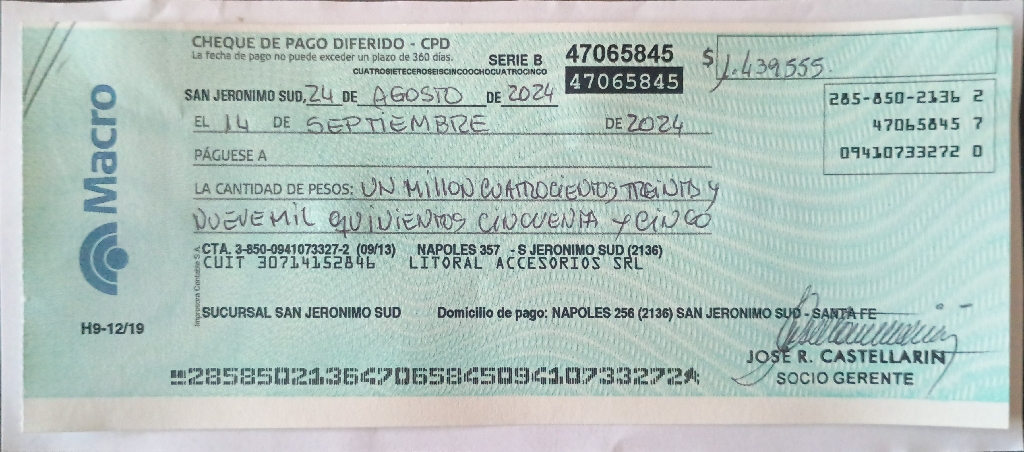 CHEQUE DE PAGO DIFERIDO - CPD
La fecha de pago no puede exceder un plazo de 360 días.
SERIE B 47065845 $ 1.439.555.
CUATROSIETECEROSEISCINCOOCHOCUATROCINCO
47065845
SAN JERONIMO SUD, 24 DE AGOSTO DE 2024
285-850-2136 2
EL 14 DE SEPTIEMBRE DE 2024
47065845 7
PÁGUESE A
09410733272 0
LA CANTIDAD DE PESOS: UN MILLON CUATROCIENTOS TREINTA Y
NUEVE MIL QUINIENTOS CINCUENTA Y CINCO
CTA. 3-850-0941073327-2 (09/13) NAPOLES 357 - S JERONIMO SUD (2136)
CUIT 30714152846 LITORAL ACCESORIOS SRL
SUCURSAL SAN JERONIMO SUD Domicilio de pago: NAPOLES 256 (2136) SAN JERONIMO SUD - SANTA FE
Macro
H9-12/19
JOSE R. CASTELLARIN
SOCIO GERENTE
28585021364706584509410733272